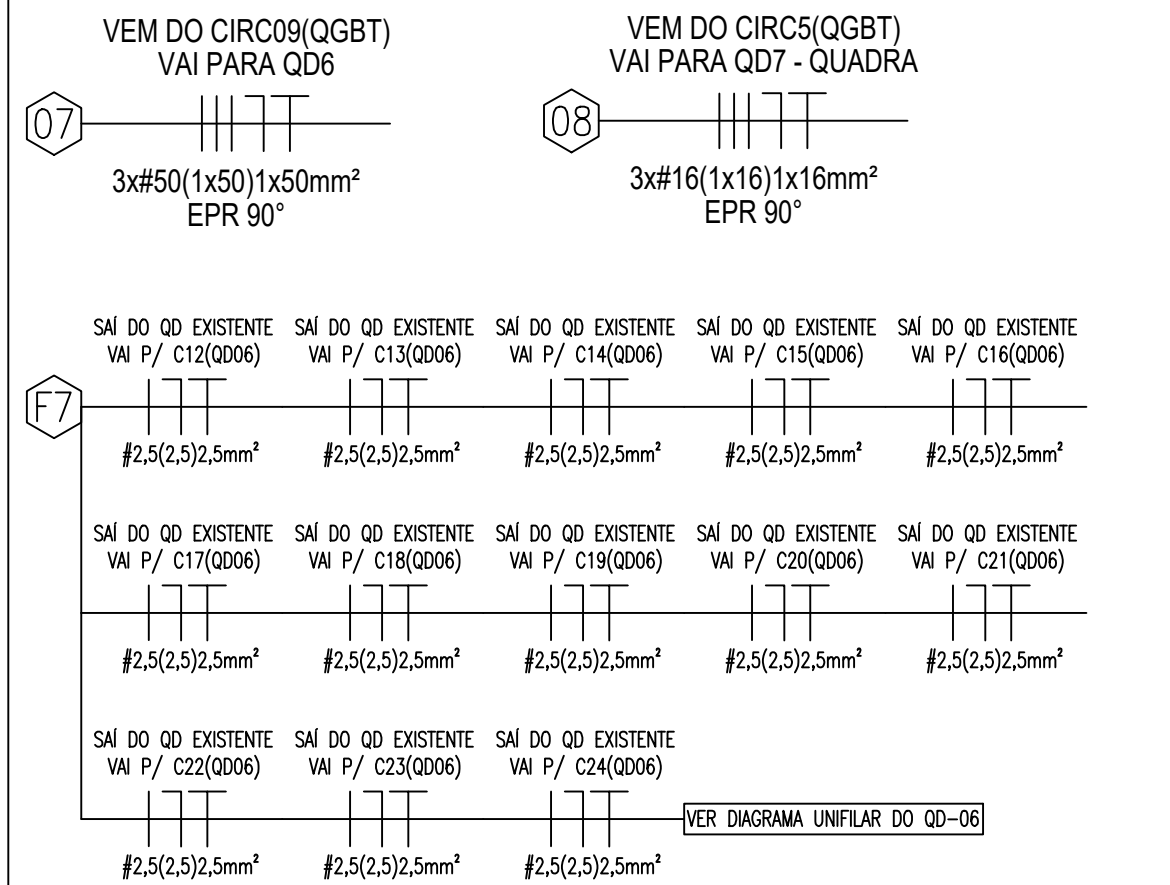 VEM DO CIRC09(QGBT)
VAI PARA QD6
07
3x#50(1x50)1x50mm²
EPR 90°
VEM DO CIRC5(QGBT)
VAI PARA QD7 - QUADRA
08
3x#16(1x16)1x16mm²
EPR 90°
F7
SAÍ DO QD EXISTENTE
VAI P/ C12(QD06)
#2,5(2,5)2,5mm²
SAÍ DO QD EXISTENTE
VAI P/ C13(QD06)
#2,5(2,5)2,5mm²
SAÍ DO QD EXISTENTE
VAI P/ C14(QD06)
#2,5(2,5)2,5mm²
SAÍ DO QD EXISTENTE
VAI P/ C15(QD06)
#2,5(2,5)2,5mm²
SAÍ DO QD EXISTENTE
VAI P/ C16(QD06)
#2,5(2,5)2,5mm²
SAÍ DO QD EXISTENTE
VAI P/ C17(QD06)
#2,5(2,5)2,5mm²
SAÍ DO QD EXISTENTE
VAI P/ C18(QD06)
#2,5(2,5)2,5mm²
SAÍ DO QD EXISTENTE
VAI P/ C19(QD06)
#2,5(2,5)2,5mm²
SAÍ DO QD EXISTENTE
VAI P/ C20(QD06)
#2,5(2,5)2,5mm²
SAÍ DO QD EXISTENTE
VAI P/ C21(QD06)
#2,5(2,5)2,5mm²
SAÍ DO QD EXISTENTE
VAI P/ C22(QD06)
#2,5(2,5)2,5mm²
SAÍ DO QD EXISTENTE
VAI P/ C23(QD06)
#2,5(2,5)2,5mm²
SAÍ DO QD EXISTENTE
VAI P/ C24(QD06)
#2,5(2,5)2,5mm²
VER DIAGRAMA UNIFILAR DO QD-06